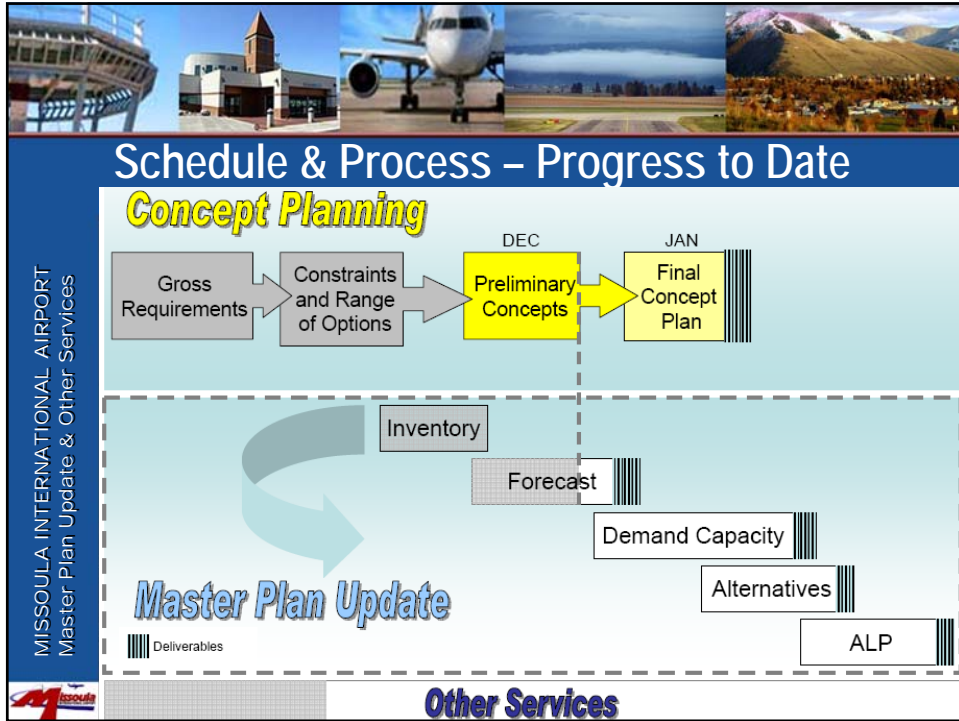 Schedule & Process – Progress to Date
MISSOULA INTERNATIONAL AIRPORT
Master Plan Update & Other Services
Concept Planning
DEC
JAN
Gross
Requirements
Constraints
and Range
of Options
Preliminary
Concepts
Final
Concept
Plan
Inventory
Forecast
Demand Capacity
Alternatives
ALP
Master Plan Update
Deliverables
Missoula
Other Services